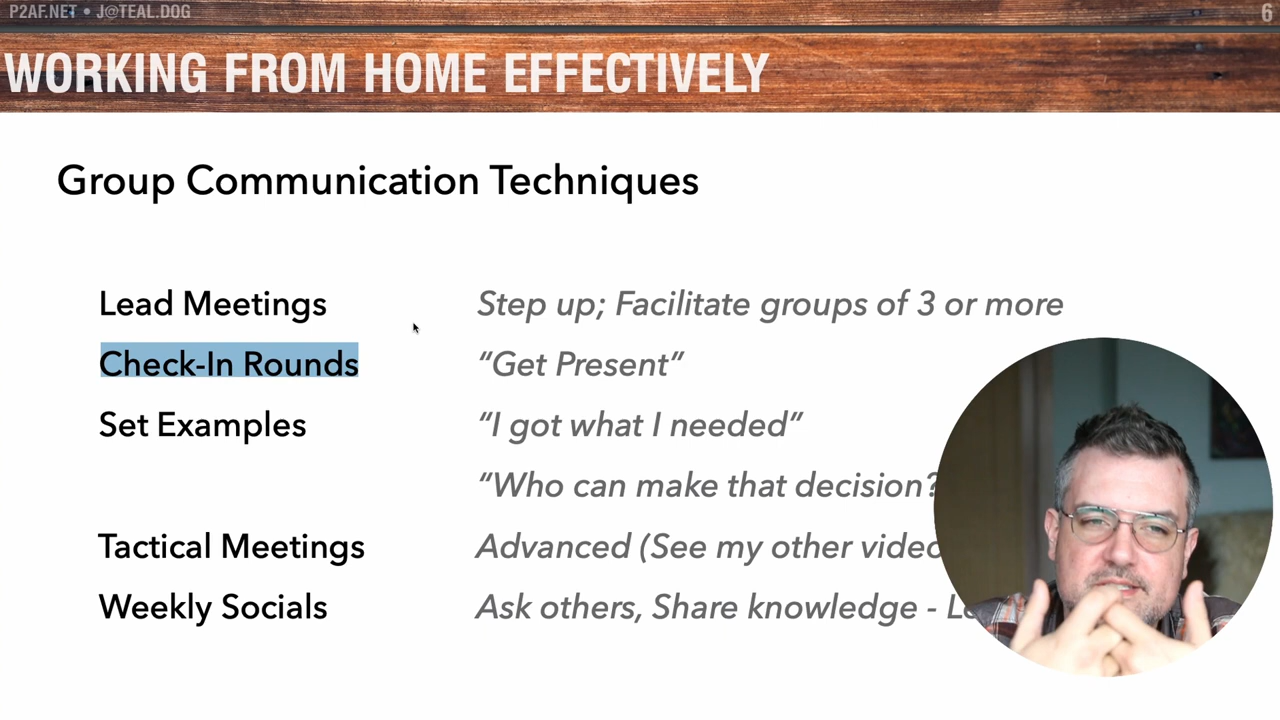 P2AF.NET • J@TEAL.DOG
6
WORKING FROM HOME EFFECTIVELY
Group Communication Techniques
Lead Meetings Step up; Facilitate groups of 3 or more
Check-In Rounds “Get Present”
Set Examples “I got what I needed”
“Who can make that decision?
Tactical Meetings Advanced (See my other video
Weekly Socials Ask others, Share knowledge -